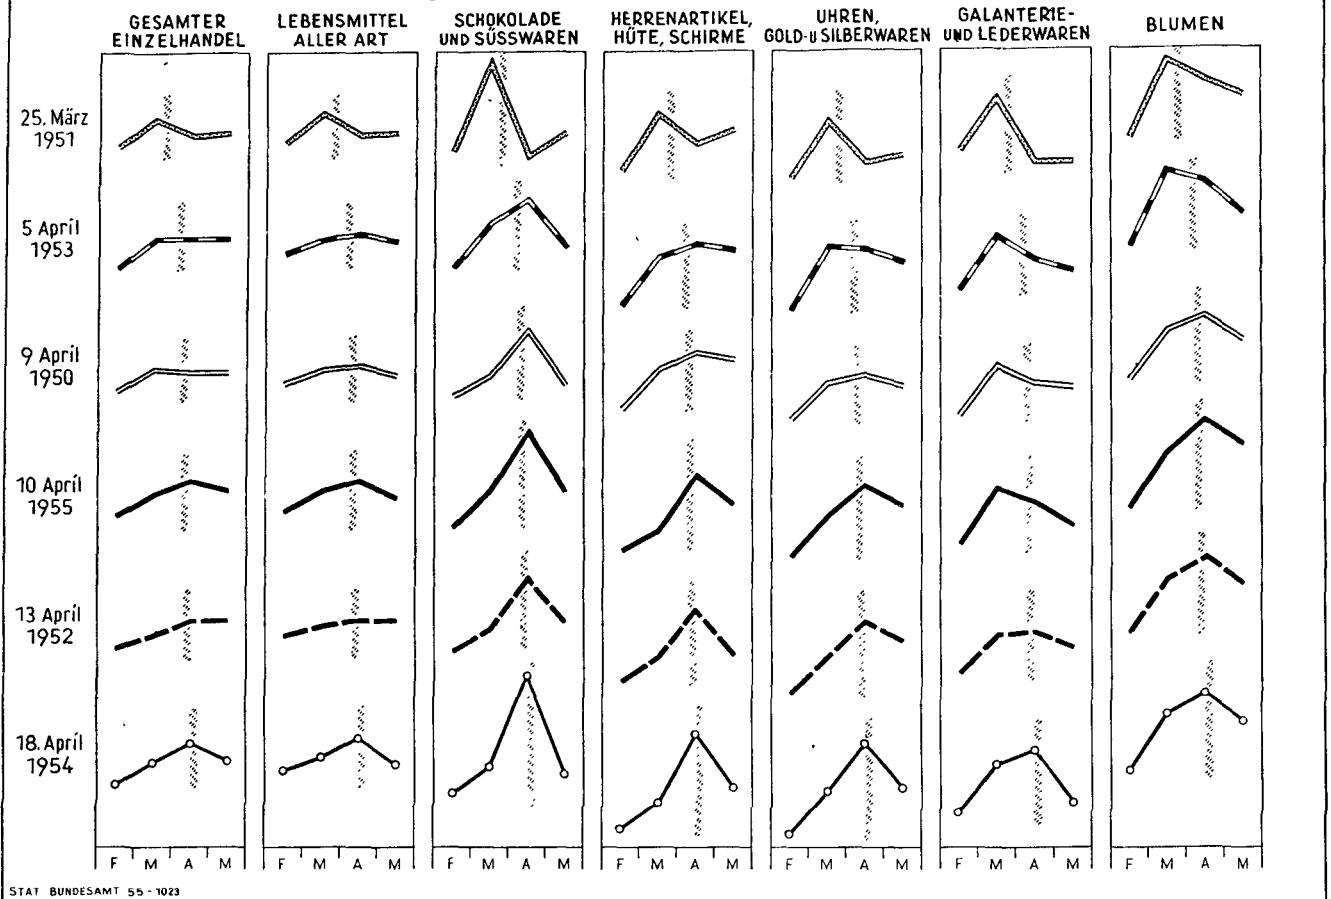 GESAMTER
EINZELHANDEL
LEBENSMITTEL
ALLER ART
SCHOKOLADE
UND SÜSSWAREN
HERRENARTIKEL,
HÜTE, SCHIRME
UHREN,
GOLD-U SILBERWAREN
GALANTERIE-
UND LEDERWAREN
BLUMEN
25. März
1951
5 April
1953
9 April
1950
10 April
1955
13 April
1952
18. April
1954
F M A M F M A M F M A M F M A M F M A M F M A M F M A M
STAT BUNDESAMT 55 - 1023